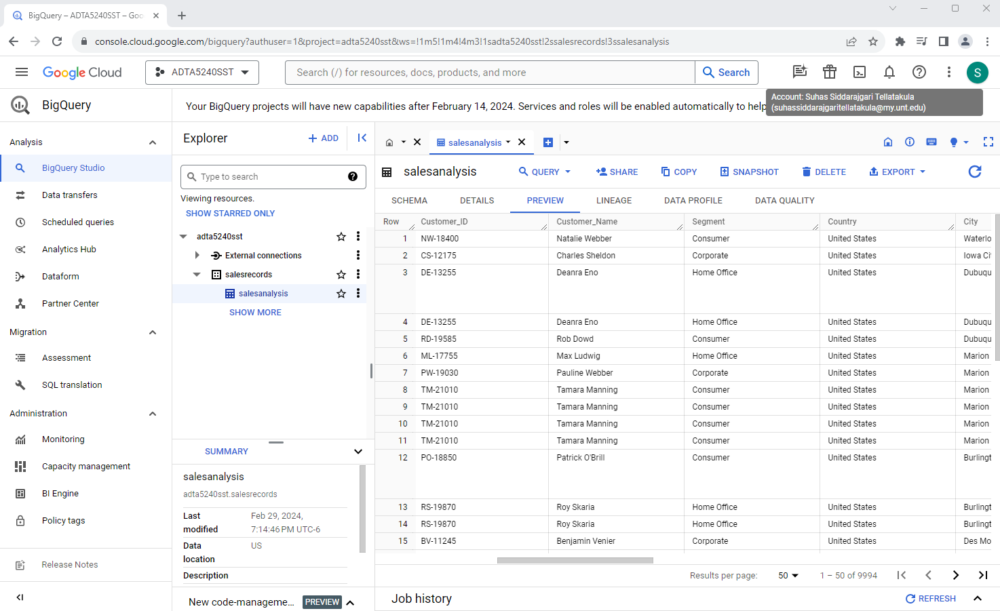 BigQuery – ADTA5240SST – Goo
console.cloud.google.com/bigquery?authuser=1&project=adta5240sst&ws=!1m5!1m4!4m3!1sadta5240sst!2ssalesrecords!3ssalesanalysis
Google Cloud
ADTA5240SST
Search (/) for resources, docs, products, and more
Search
S
BigQuery
Your BigQuery projects will have new capabilities after February 14, 2024. Services and roles will be enabled automatically to help
Account: Suhas Siddarajgari Tellatakula
(suhassiddarajgaritellatakula@my.unt.edu)
Analysis
BigQuery Studio
Data transfers
Scheduled queries
Analytics Hub
Dataform
Partner Center
Migration
Assessment
SQL translation
Administration
Monitoring
Capacity management
BI Engine
Policy tags
Release Notes
Explorer
ADD
Type to search
Viewing resources.
SHOW STARRED ONLY
adta5240sst
External connections
salesrecords
salesanalysis
SHOW MORE
SUMMARY
salesanalysis
adta5240sst.salesrecords
Last modified Feb 29, 2024, 7:14:46 PM UTC-6
Data location US
Description
New code-manageme... PREVIEW
salesanalysis
salesanalysis
QUERY SHARE COPY SNAPSHOT DELETE EXPORT
SCHEMA DETAILS PREVIEW LINEAGE DATA PROFILE DATA QUALITY
Row Customer_ID Customer_Name Segment Country City
1 NW-18400 Natalie Webber Consumer United States Waterlo
2 CS-12175 Charles Sheldon Corporate United States Iowa Ci
3 DE-13255 Deanra Eno Home Office United States Dubuqu
4 DE-13255 Deanra Eno Home Office United States Dubuqu
5 RD-19585 Rob Dowd Consumer United States Dubuqu
6 ML-17755 Max Ludwig Home Office United States Marion
7 PW-19030 Pauline Webber Corporate United States Marion
8 TM-21010 Tamara Manning Consumer United States Marion
9 TM-21010 Tamara Manning Consumer United States Marion
10 TM-21010 Tamara Manning Consumer United States Marion
11 TM-21010 Tamara Manning Consumer United States Marion
12 PO-18850 Patrick O'Brill Consumer United States Burlingt
13 RS-19870 Roy Skaria Home Office United States Burlingt
14 RS-19870 Roy Skaria Home Office United States Burlingt
15 BV-11245 Benjamin Venier Corporate United States Des Mo
Results per page: 50 1 – 50 of 9994
Job history
REFRESH